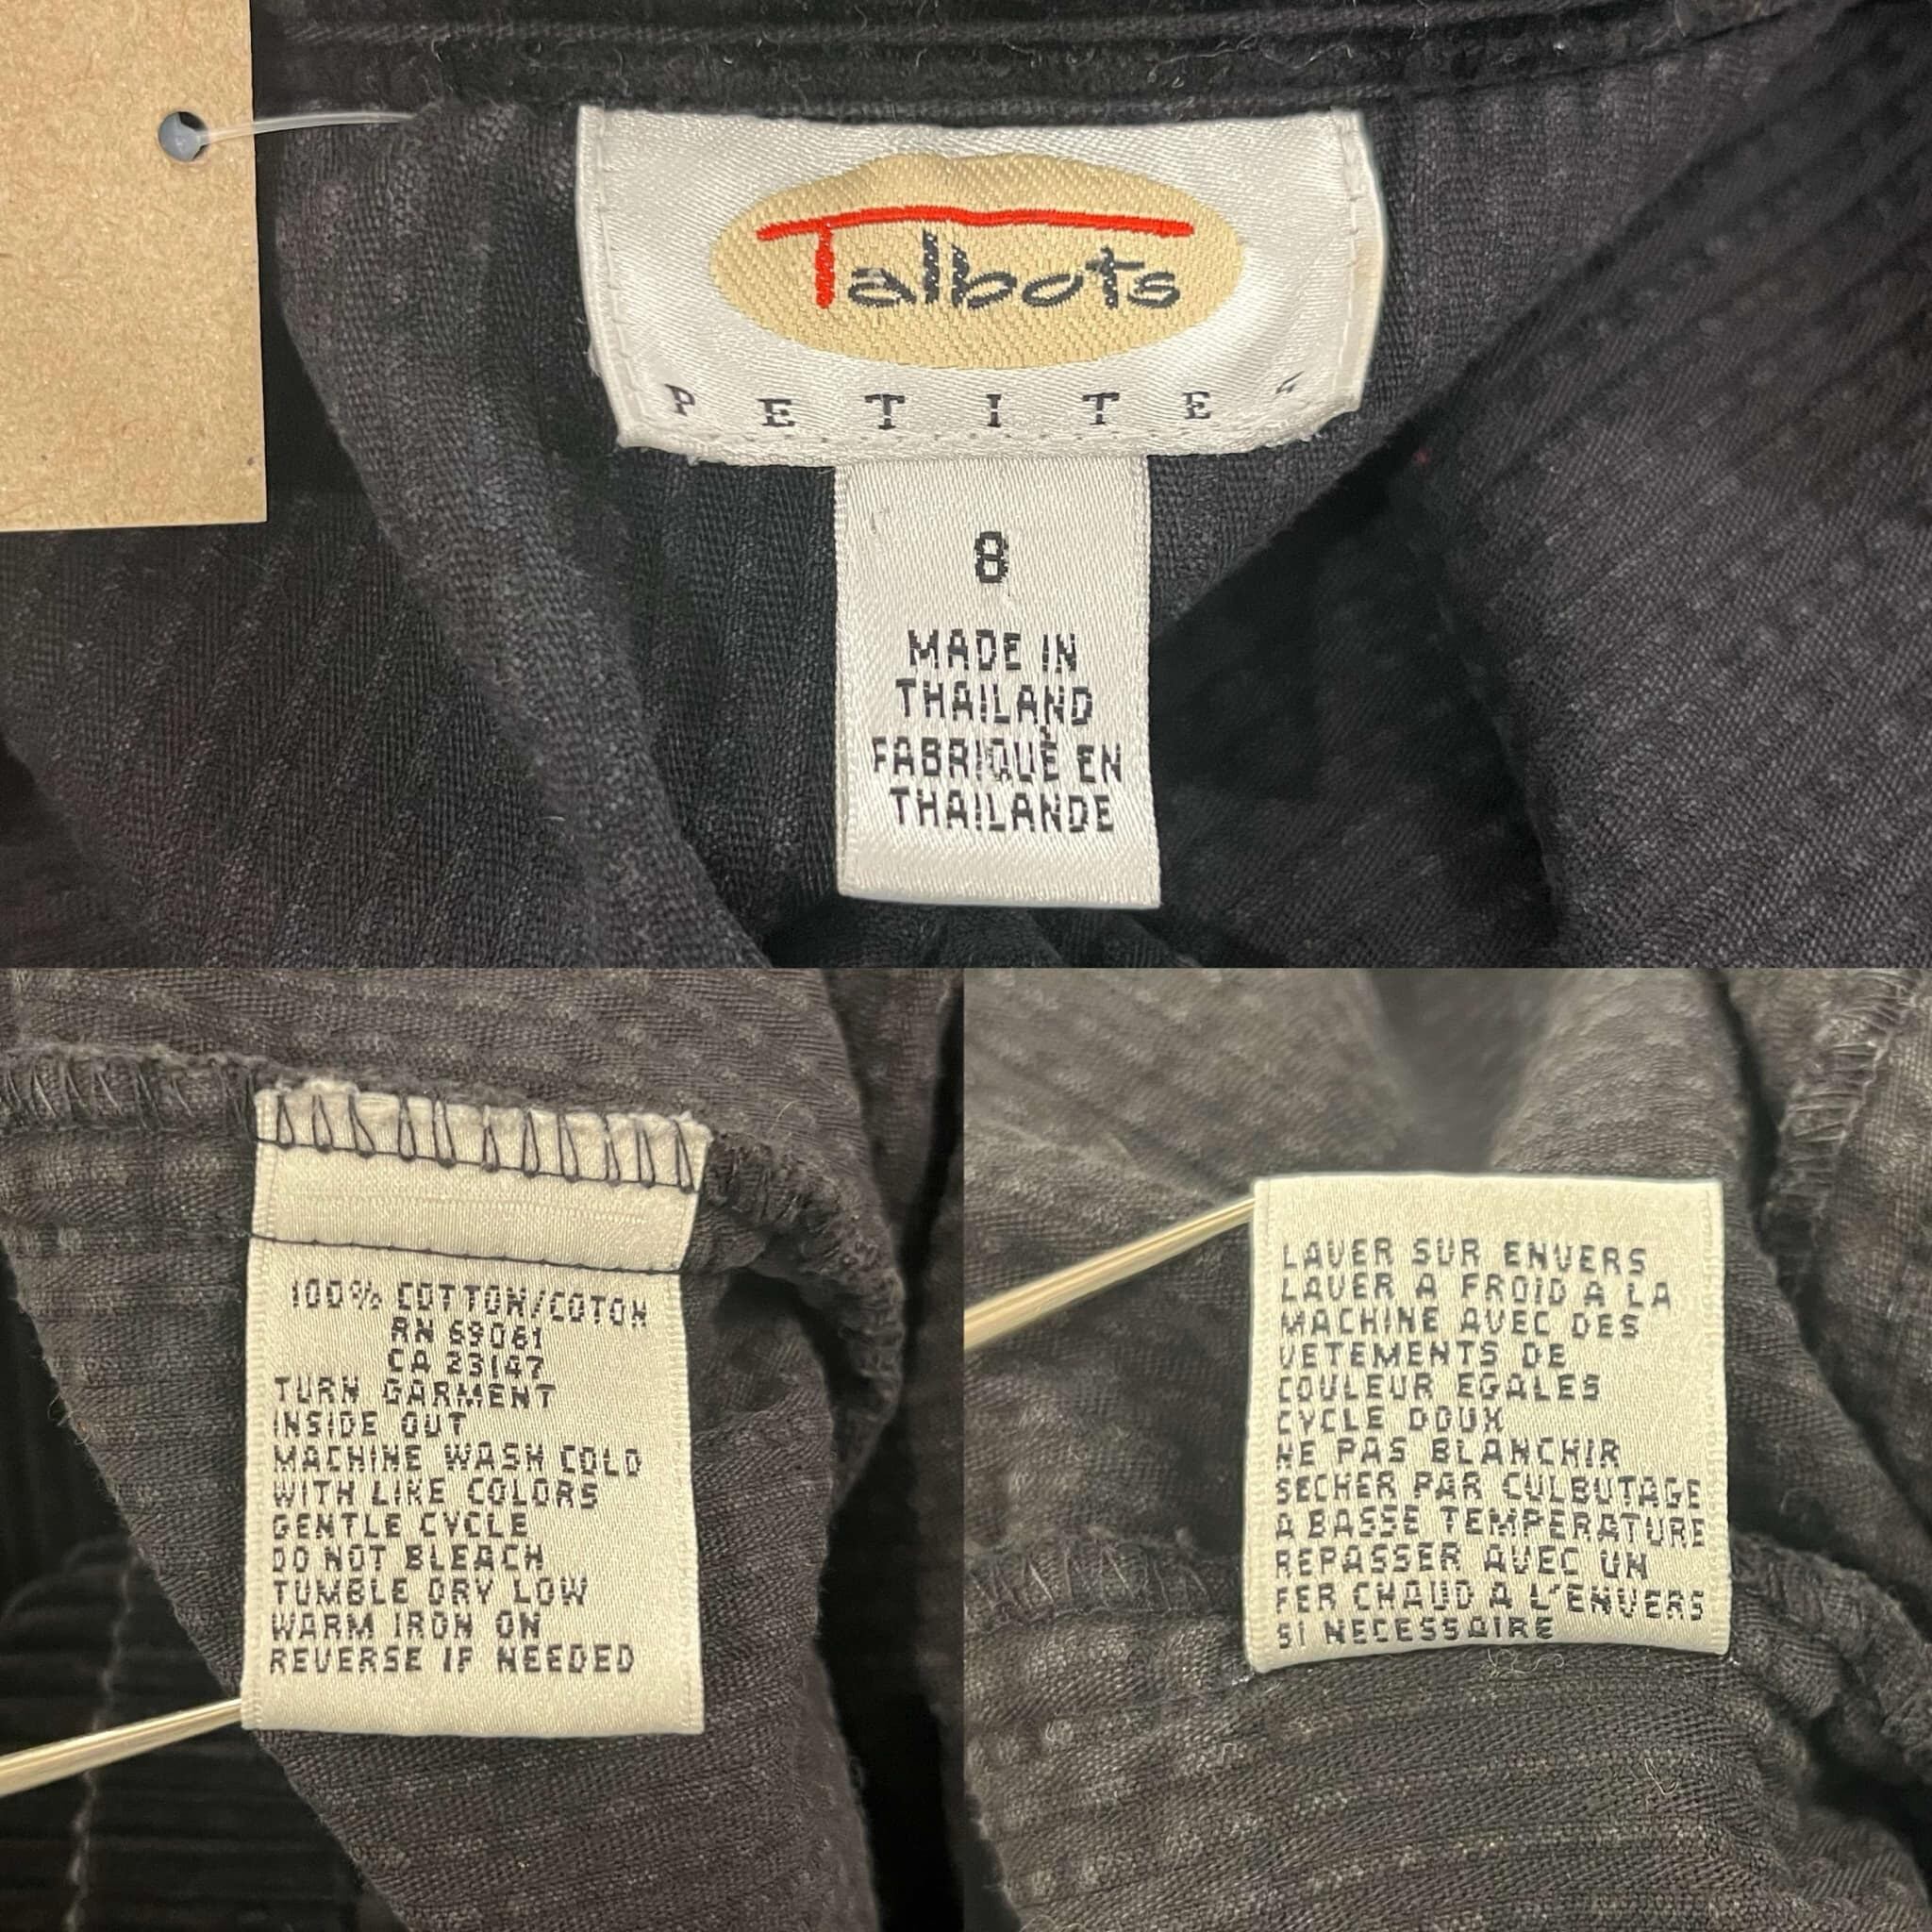 Talbots
PETITES
8
MADE IN
THAILAND
FABRIQUÉ EN
THAILANDE
100% COTTON/COTON
RN 69061
CA 23147
TURN GARMENT
INSIDE OUT
MACHINE WASH COLD
WITH LIKE COLORS
GENTLE CYCLE
DO NOT BLEACH
TUMBLE DRY LOW
WARM IRON ON
REVERSE IF NEEDED
LAVER SUR ENVERS
LAVER A FROID A LA
MACHINE AVEC DES
VETEMENTS DE
COULEUR EGALES
CYCLE DOUX
NE PAS BLANCHIR
SECHER PAR CULBUTAGE
A BASSE TEMPERATURE
REPASSER AVEC UN
FER CHAUD A L'ENVERS
SI NECESSAIRE